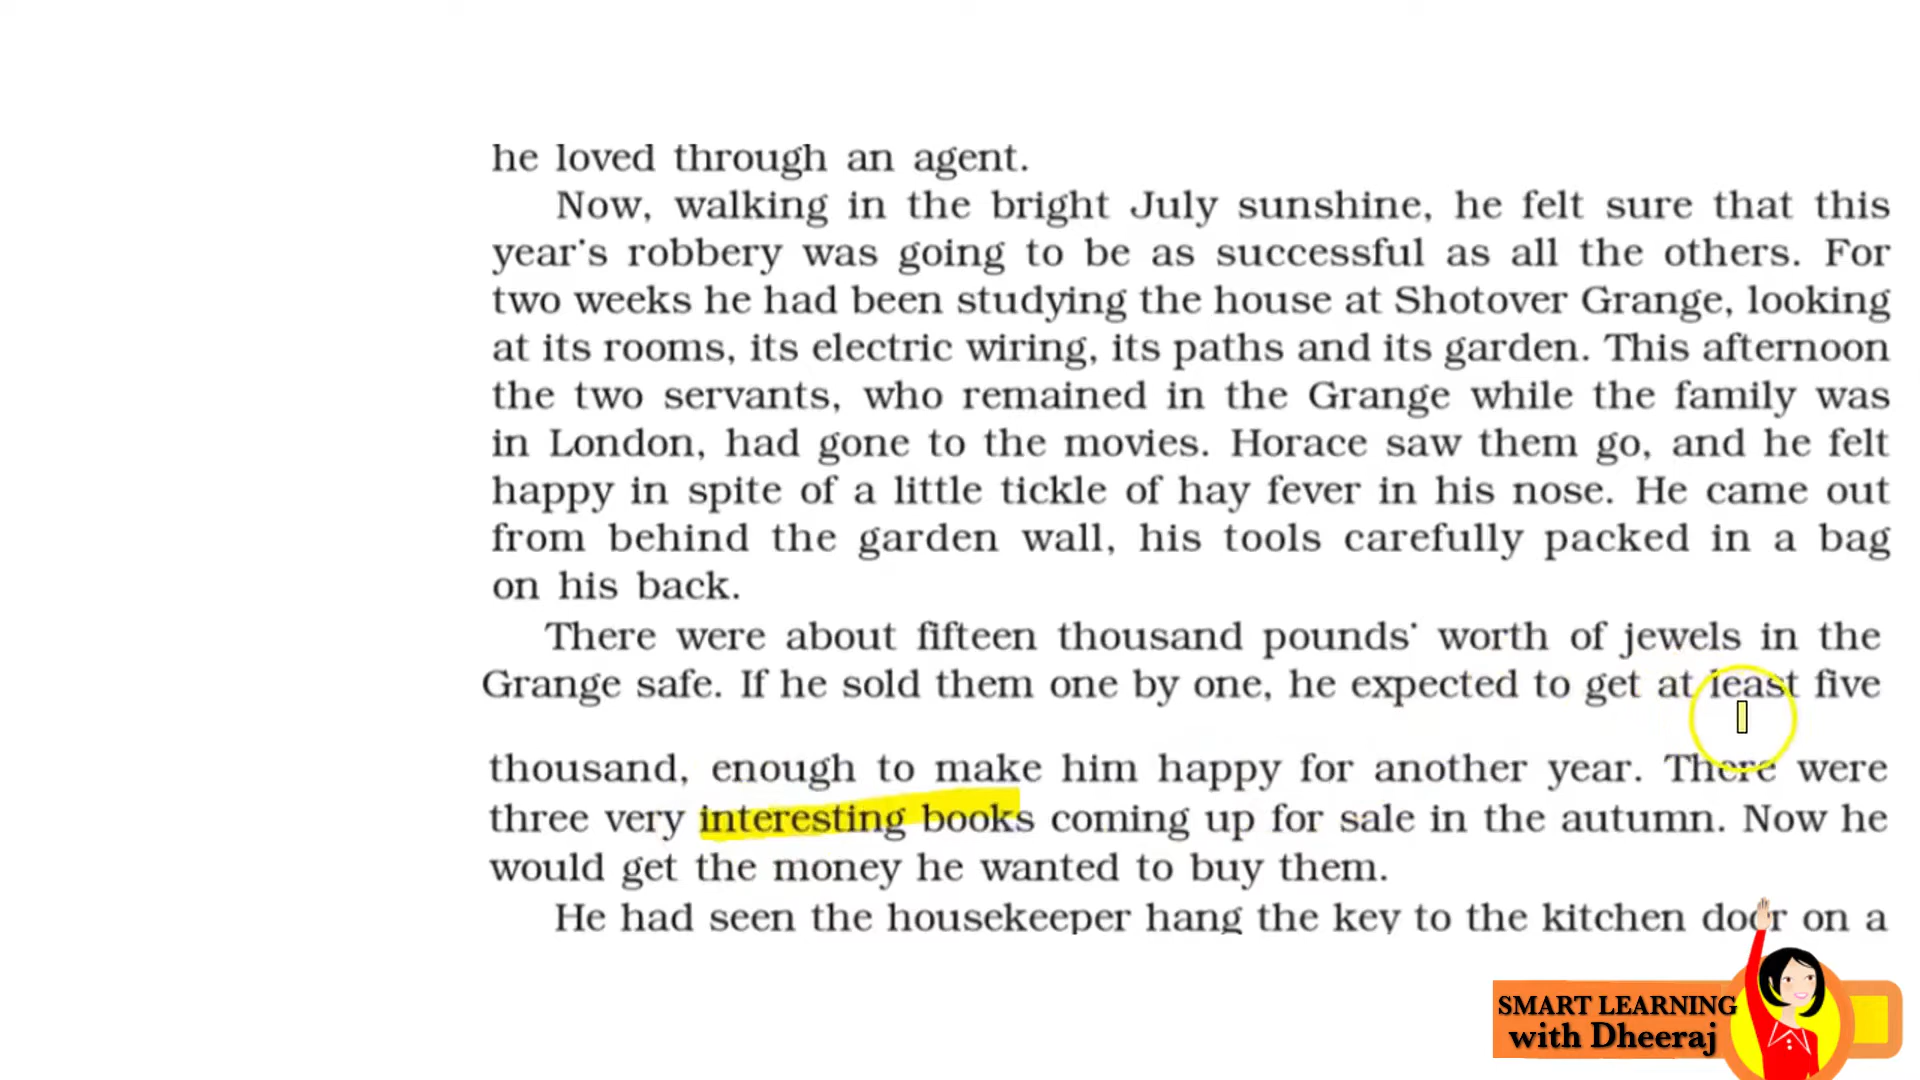 he loved through an agent.
Now, walking in the bright July sunshine, he felt sure that this
year's robbery was going to be as successful as all the others. For
two weeks he had been studying the house at Shotover Grange, looking
at its rooms, its electric wiring, its paths and its garden. This afternoon
the two servants, who remained in the Grange while the family was
in London, had gone to the movies. Horace saw them go, and he felt
happy in spite of a little tickle of hay fever in his nose. He came out
from behind the garden wall, his tools carefully packed in a bag
on his back.
There were about fifteen thousand pounds' worth of jewels in the
Grange safe. If he sold them one by one, he expected to get at least five
thousand, enough to make him happy for another year. There were
three very interesting books coming up for sale in the autumn. Now he
would get the money he wanted to buy them.
He had seen the housekeeper hang the key to the kitchen door on a
SMART LEARNING
with Dheeraj